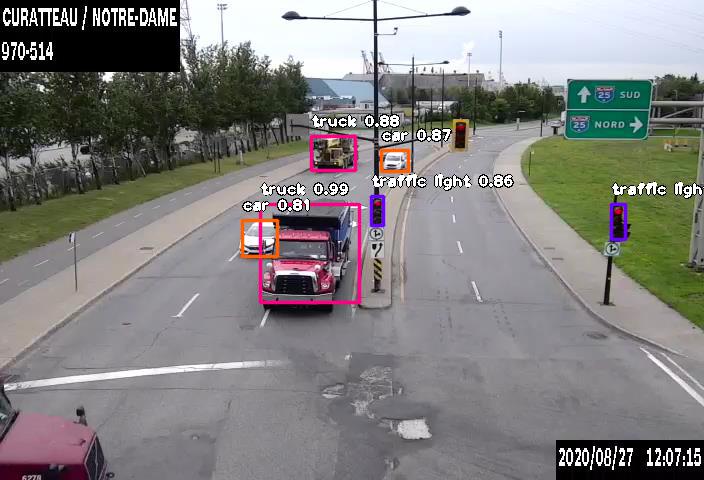 CURATTEAU / NOTRE-DAME
970-514
truck 0.88
car 0.87
truck 0.99
traffic light 0.86
traffic ligh
car 0.81
25 SUD
25 NORD
6278
2020/08/27 12:07:15